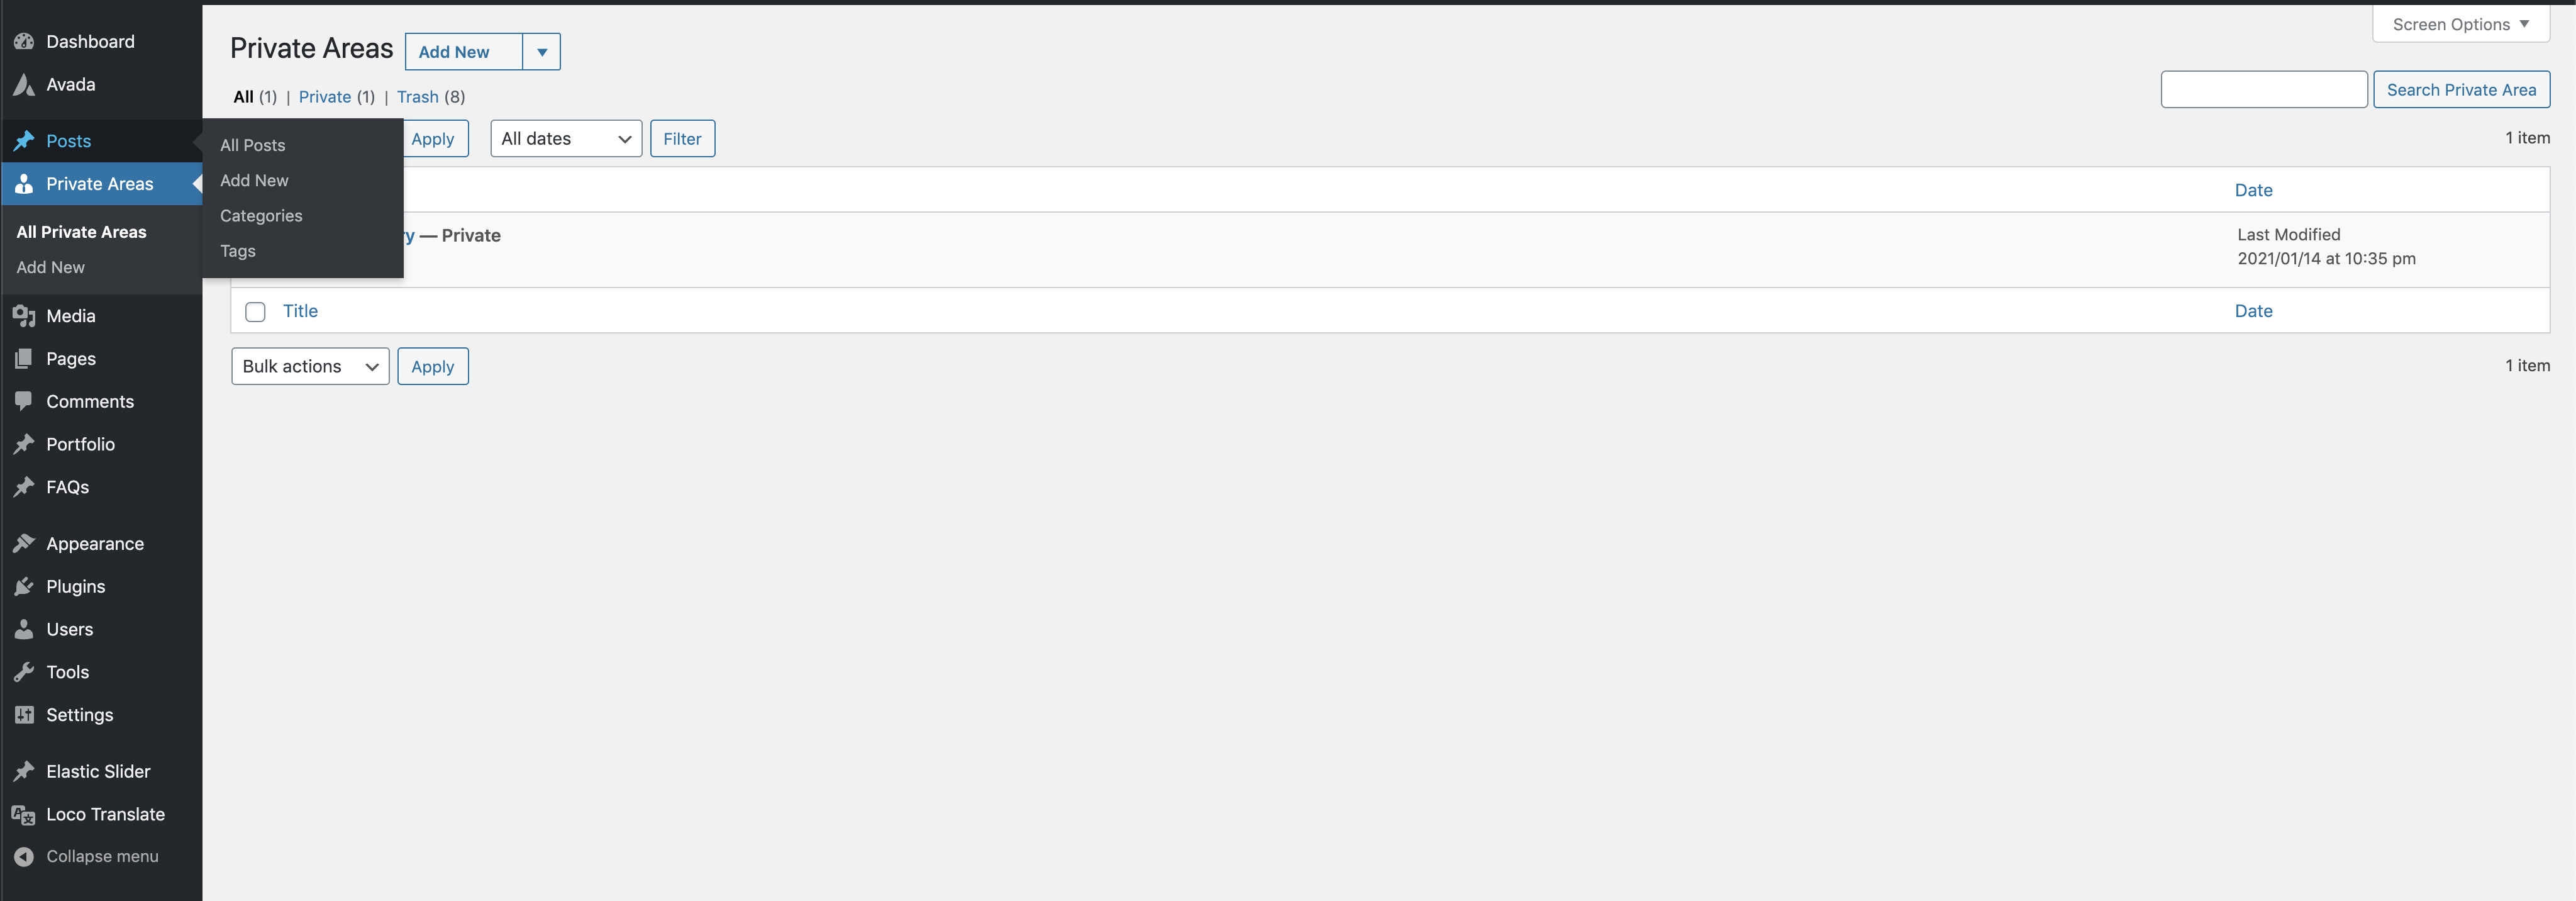 Dashboard
Avada
Posts
Private Areas
All Private Areas
Add New
Media
Pages
Comments
Portfolio
FAQs
Appearance
Plugins
Users
Tools
Settings
Elastic Slider
Loco Translate
Collapse menu
All Posts
Add New
Categories
Tags
Screen Options ▼
Private Areas Add New ▼
All (1) | Private (1) | Trash (8)
Search Private Area
Apply All dates Filter 1 item
Date
— Private Last Modified
2021/01/14 at 10:35 pm
Title Date
Bulk actions Apply 1 item